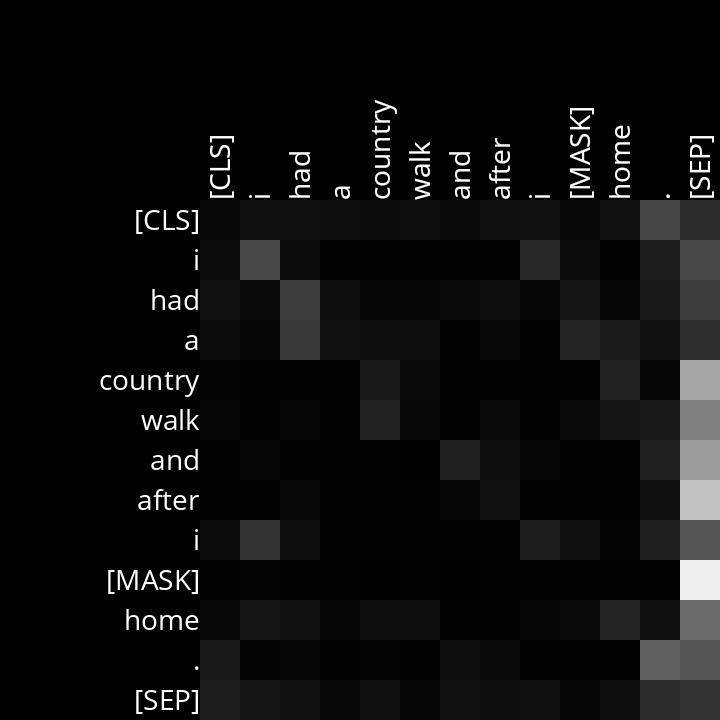 [CLS] i had a country walk and after i [MASK] home . [SEP]
[CLS]
i
had
a
country
walk
and
after
i
[MASK]
home
.
[SEP]